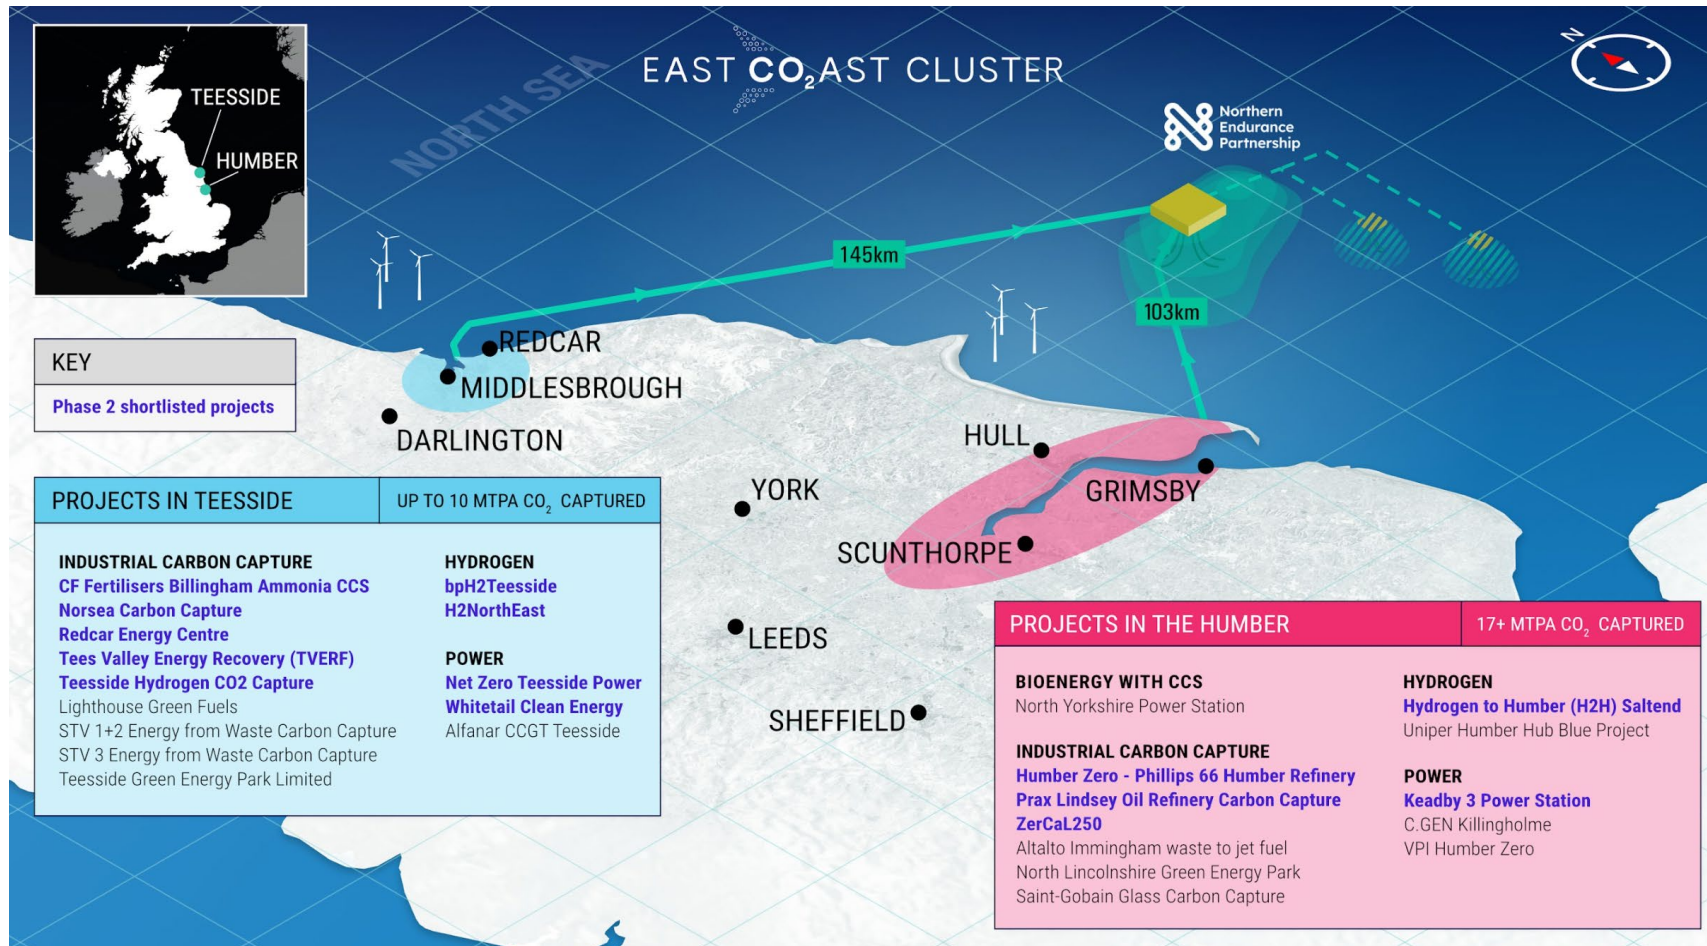 EAST CO₂AST CLUSTER
N
NORTH SEA
TEESSIDE
HUMBER
Northern
Endurance
Partnership
145km
103km
KEY
Phase 2 shortlisted projects
REDCAR
MIDDLESBROUGH
DARLINGTON
HULL
GRIMSBY
YORK
SCUNTHORPE
LEEDS
SHEFFIELD
PROJECTS IN TEESSIDE
UP TO 10 MTPA CO₂ CAPTURED
INDUSTRIAL CARBON CAPTURE
CF Fertilisers Billingham Ammonia CCS
Norsea Carbon Capture
Redcar Energy Centre
Tees Valley Energy Recovery (TVERF)
Teesside Hydrogen CO2 Capture
Lighthouse Green Fuels
STV 1+2 Energy from Waste Carbon Capture
STV 3 Energy from Waste Carbon Capture
Teesside Green Energy Park Limited
HYDROGEN
bpH2Teesside
H2NorthEast
POWER
Net Zero Teesside Power
Whitetail Clean Energy
Alfanar CCGT Teesside
PROJECTS IN THE HUMBER
17+ MTPA CO₂ CAPTURED
BIOENERGY WITH CCS
North Yorkshire Power Station
INDUSTRIAL CARBON CAPTURE
Humber Zero - Phillips 66 Humber Refinery
Prax Lindsey Oil Refinery Carbon Capture
ZerCaL250
Altalto Immingham waste to jet fuel
North Lincolnshire Green Energy Park
Saint-Gobain Glass Carbon Capture
HYDROGEN
Hydrogen to Humber (H2H) Saltend
Uniper Humber Hub Blue Project
POWER
Keadby 3 Power Station
C.GEN Killingholme
VPI Humber Zero